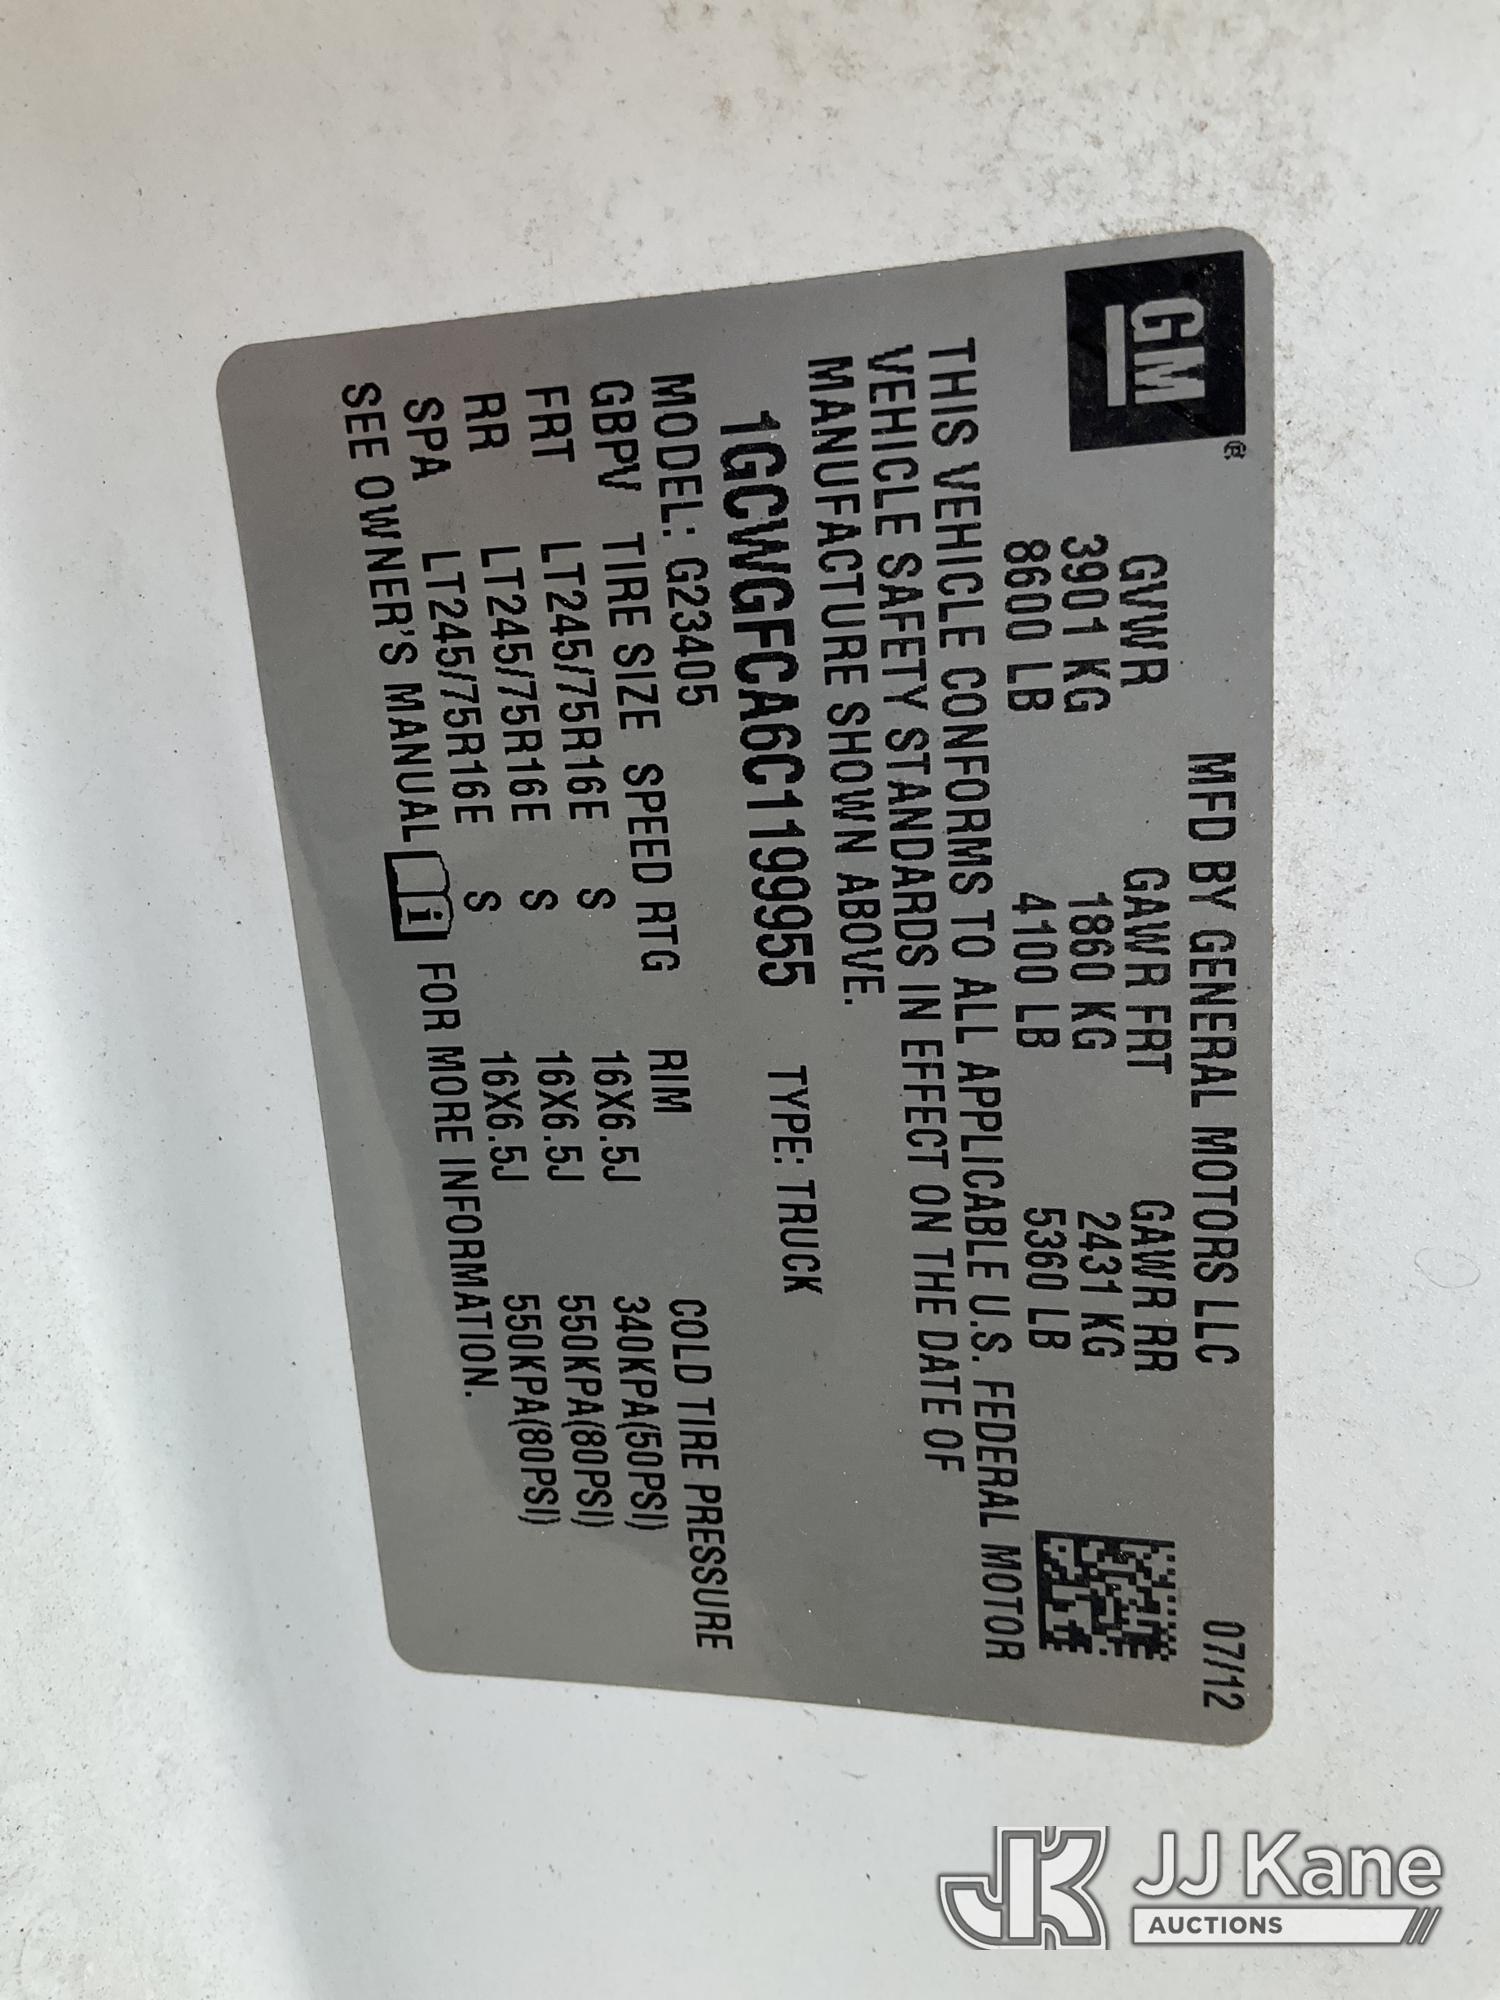 GM
MFD BY GENERAL MOTORS LLC 07/12
GVWR GAWR FRT GAWR RR
3901 KG 1860 KG 2431 KG
8600 LB 4100 LB 5360 LB
THIS VEHICLE CONFORMS TO ALL APPLICABLE U.S. FEDERAL MOTOR
VEHICLE SAFETY STANDARDS IN EFFECT ON THE DATE OF
MANUFACTURE SHOWN ABOVE.
1GCWGFCA6C1199955 TYPE: TRUCK
MODEL: G23405
GBPV TIRE SIZE SPEED RTG RIM COLD TIRE PRESSURE
FRT LT245/75R16E S 16X6.5J 340KPA(50PSI)
RR LT245/75R16E S 16X6.5J 550KPA(80PSI)
SPA LT245/75R16E S 16X6.5J 550KPA(80PSI)
SEE OWNER'S MANUAL i FOR MORE INFORMATION.
JK JJ Kane
AUCTIONS